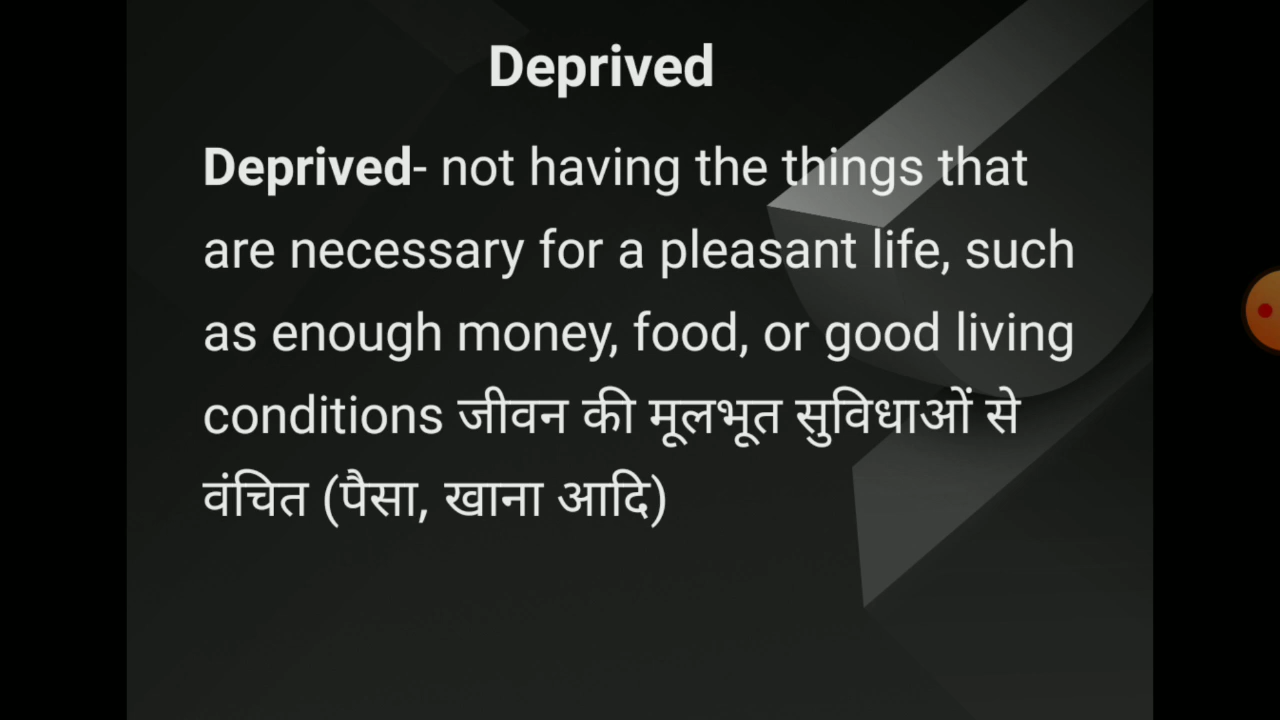 Deprived
Deprived- not having the things that
are necessary for a pleasant life, such
as enough money, food, or good living
conditions जीवन की मूलभूत सुविधाओं से
वंचित (पैसा, खाना आदि)